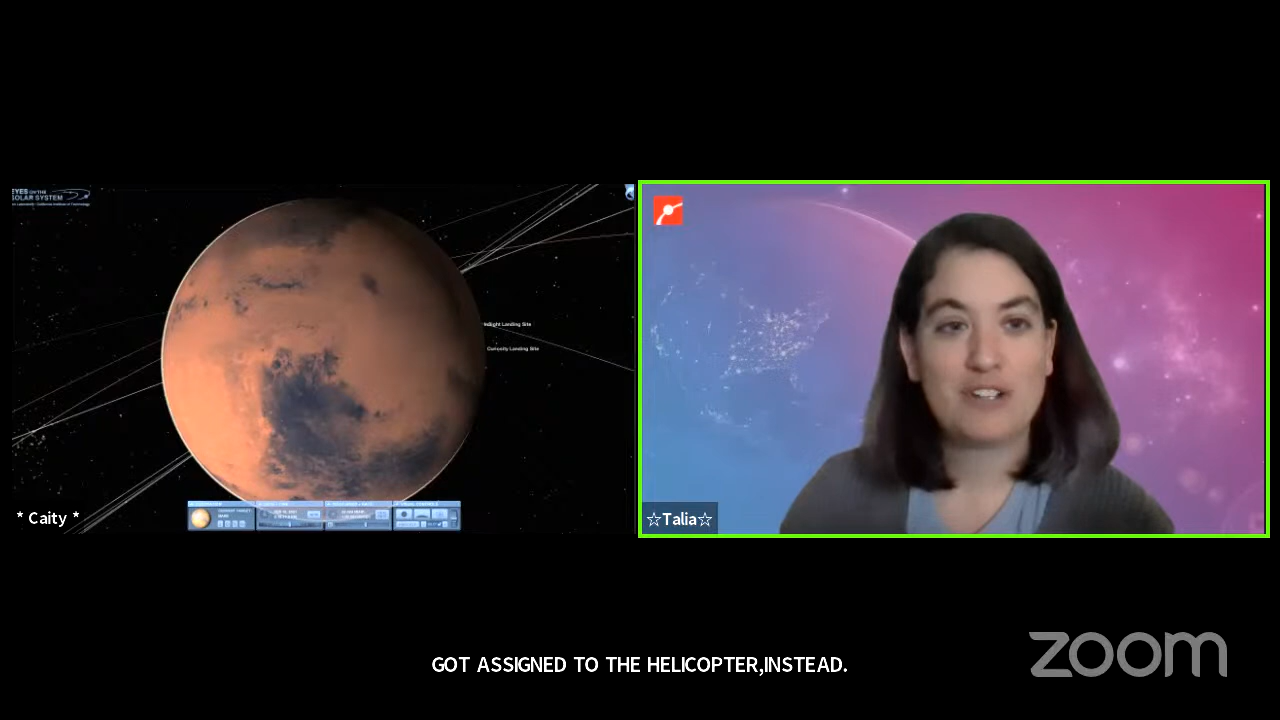 EYES ON THE
SOLAR SYSTEM
InSight Landing Site
Curiosity Landing Site
* Caity *
☆Talia☆
GOT ASSIGNED TO THE HELICOPTER,INSTEAD.
zoom